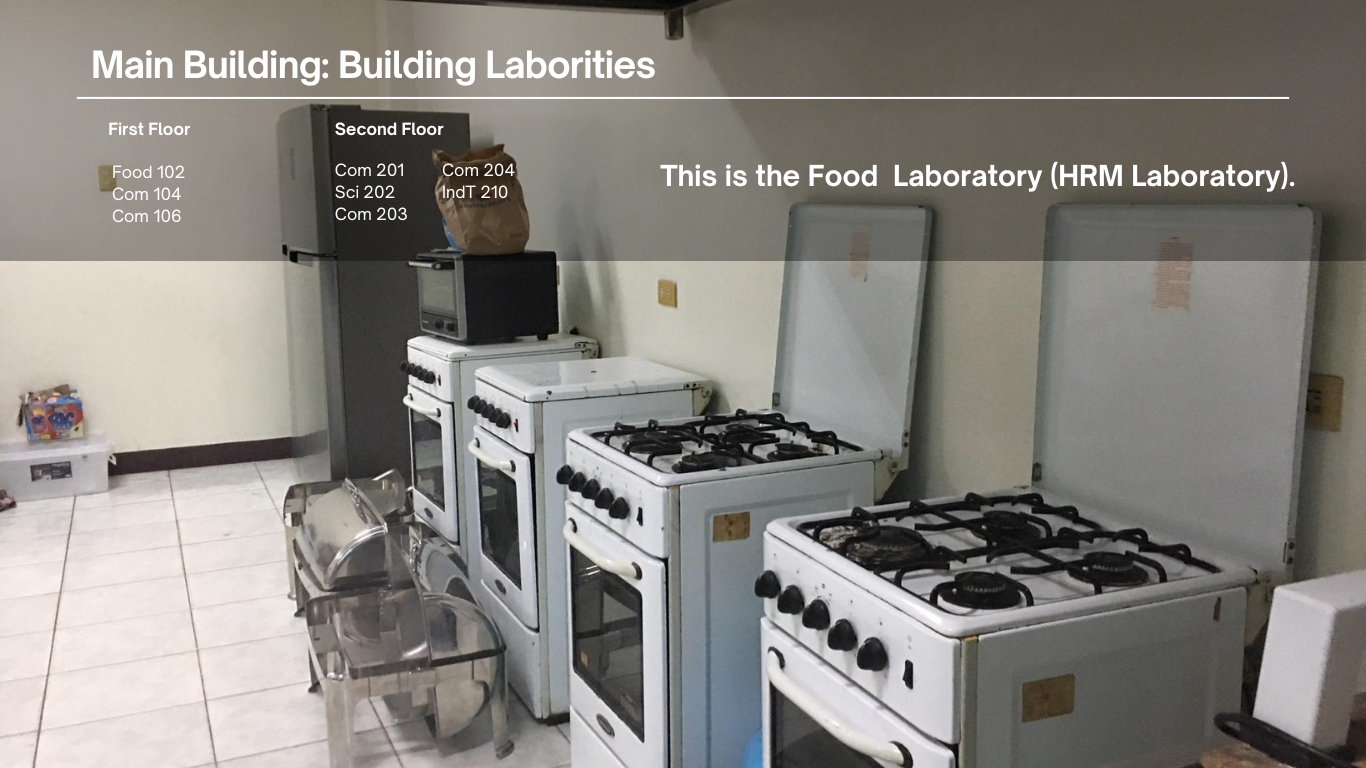 Main Building: Building Laborities
First Floor
Food 102
Com 104
Com 106
Second Floor
Com 201
Sci 202
Com 203
Com 204
IndT 210
This is the Food  Laboratory (HRM Laboratory).